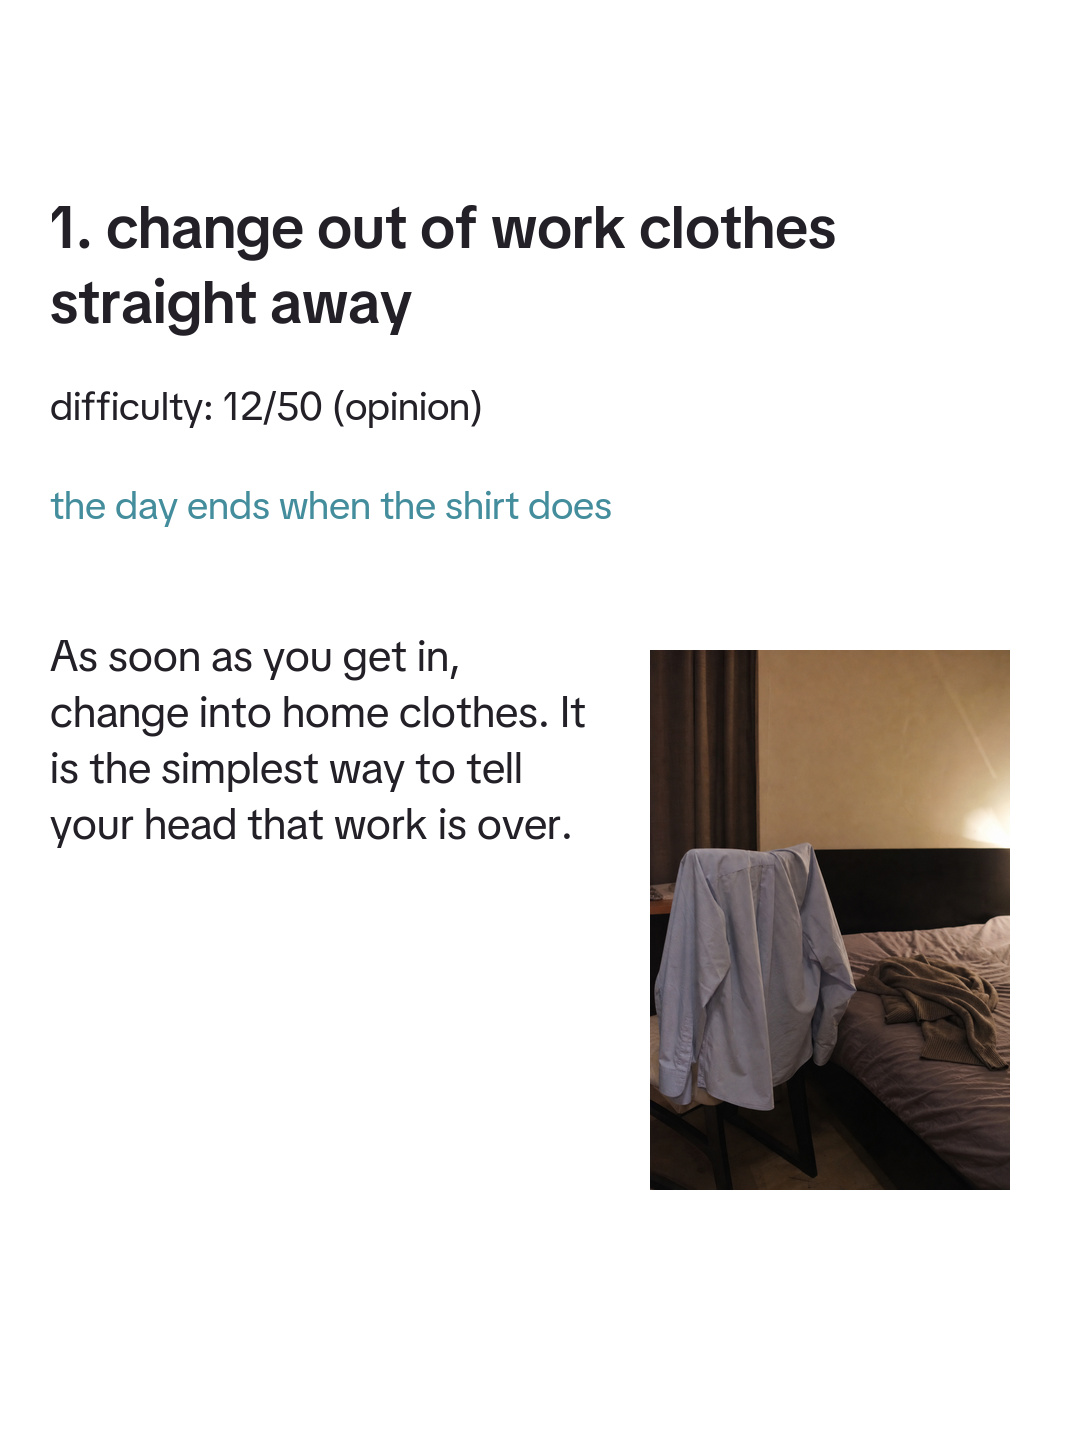 1. change out of work clothes
straight away
difficulty: 12/50 (opinion)
the day ends when the shirt does
As soon as you get in,
change into home clothes. It
is the simplest way to tell
your head that work is over.